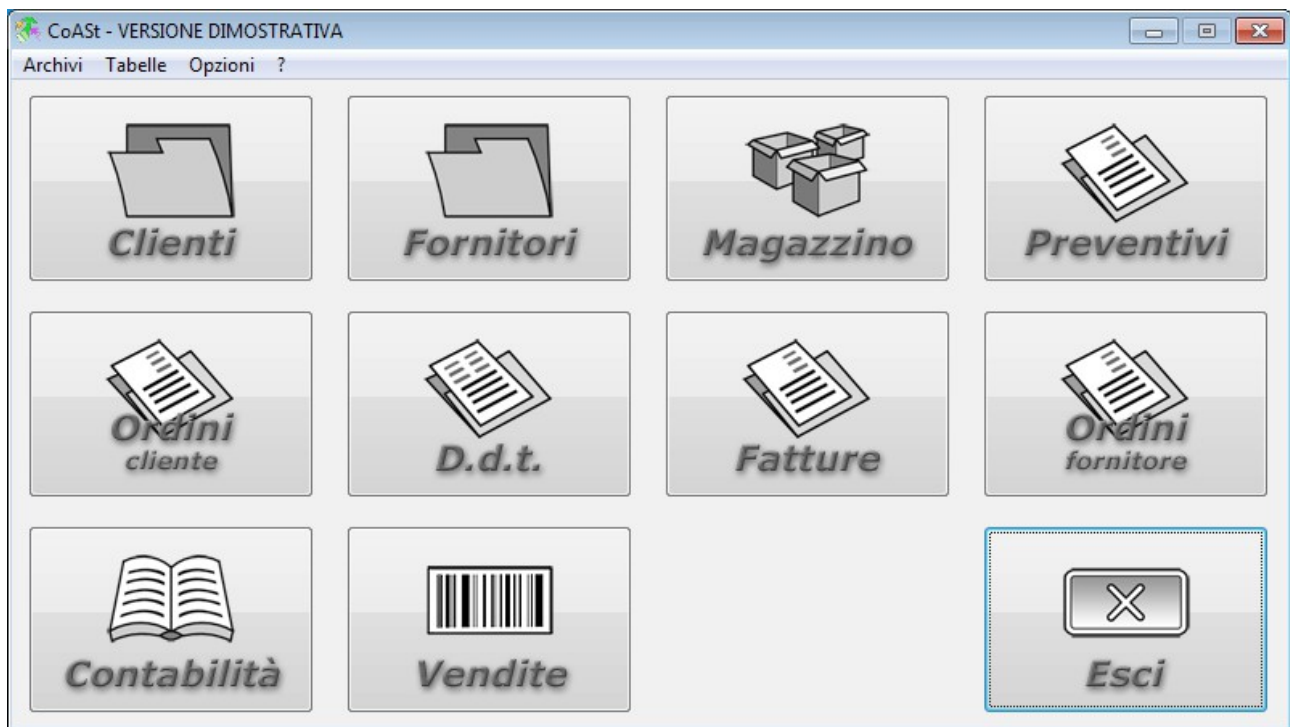 CoASt - VERSIONE DIMOSTRATIVA
Archivi Tabelle Opzioni ?
Clienti
Fornitori
Magazzino
Preventivi
Ordini
cliente
D.d.t.
Fatture
Ordini
fornitore
Contabilità
Vendite
Esci